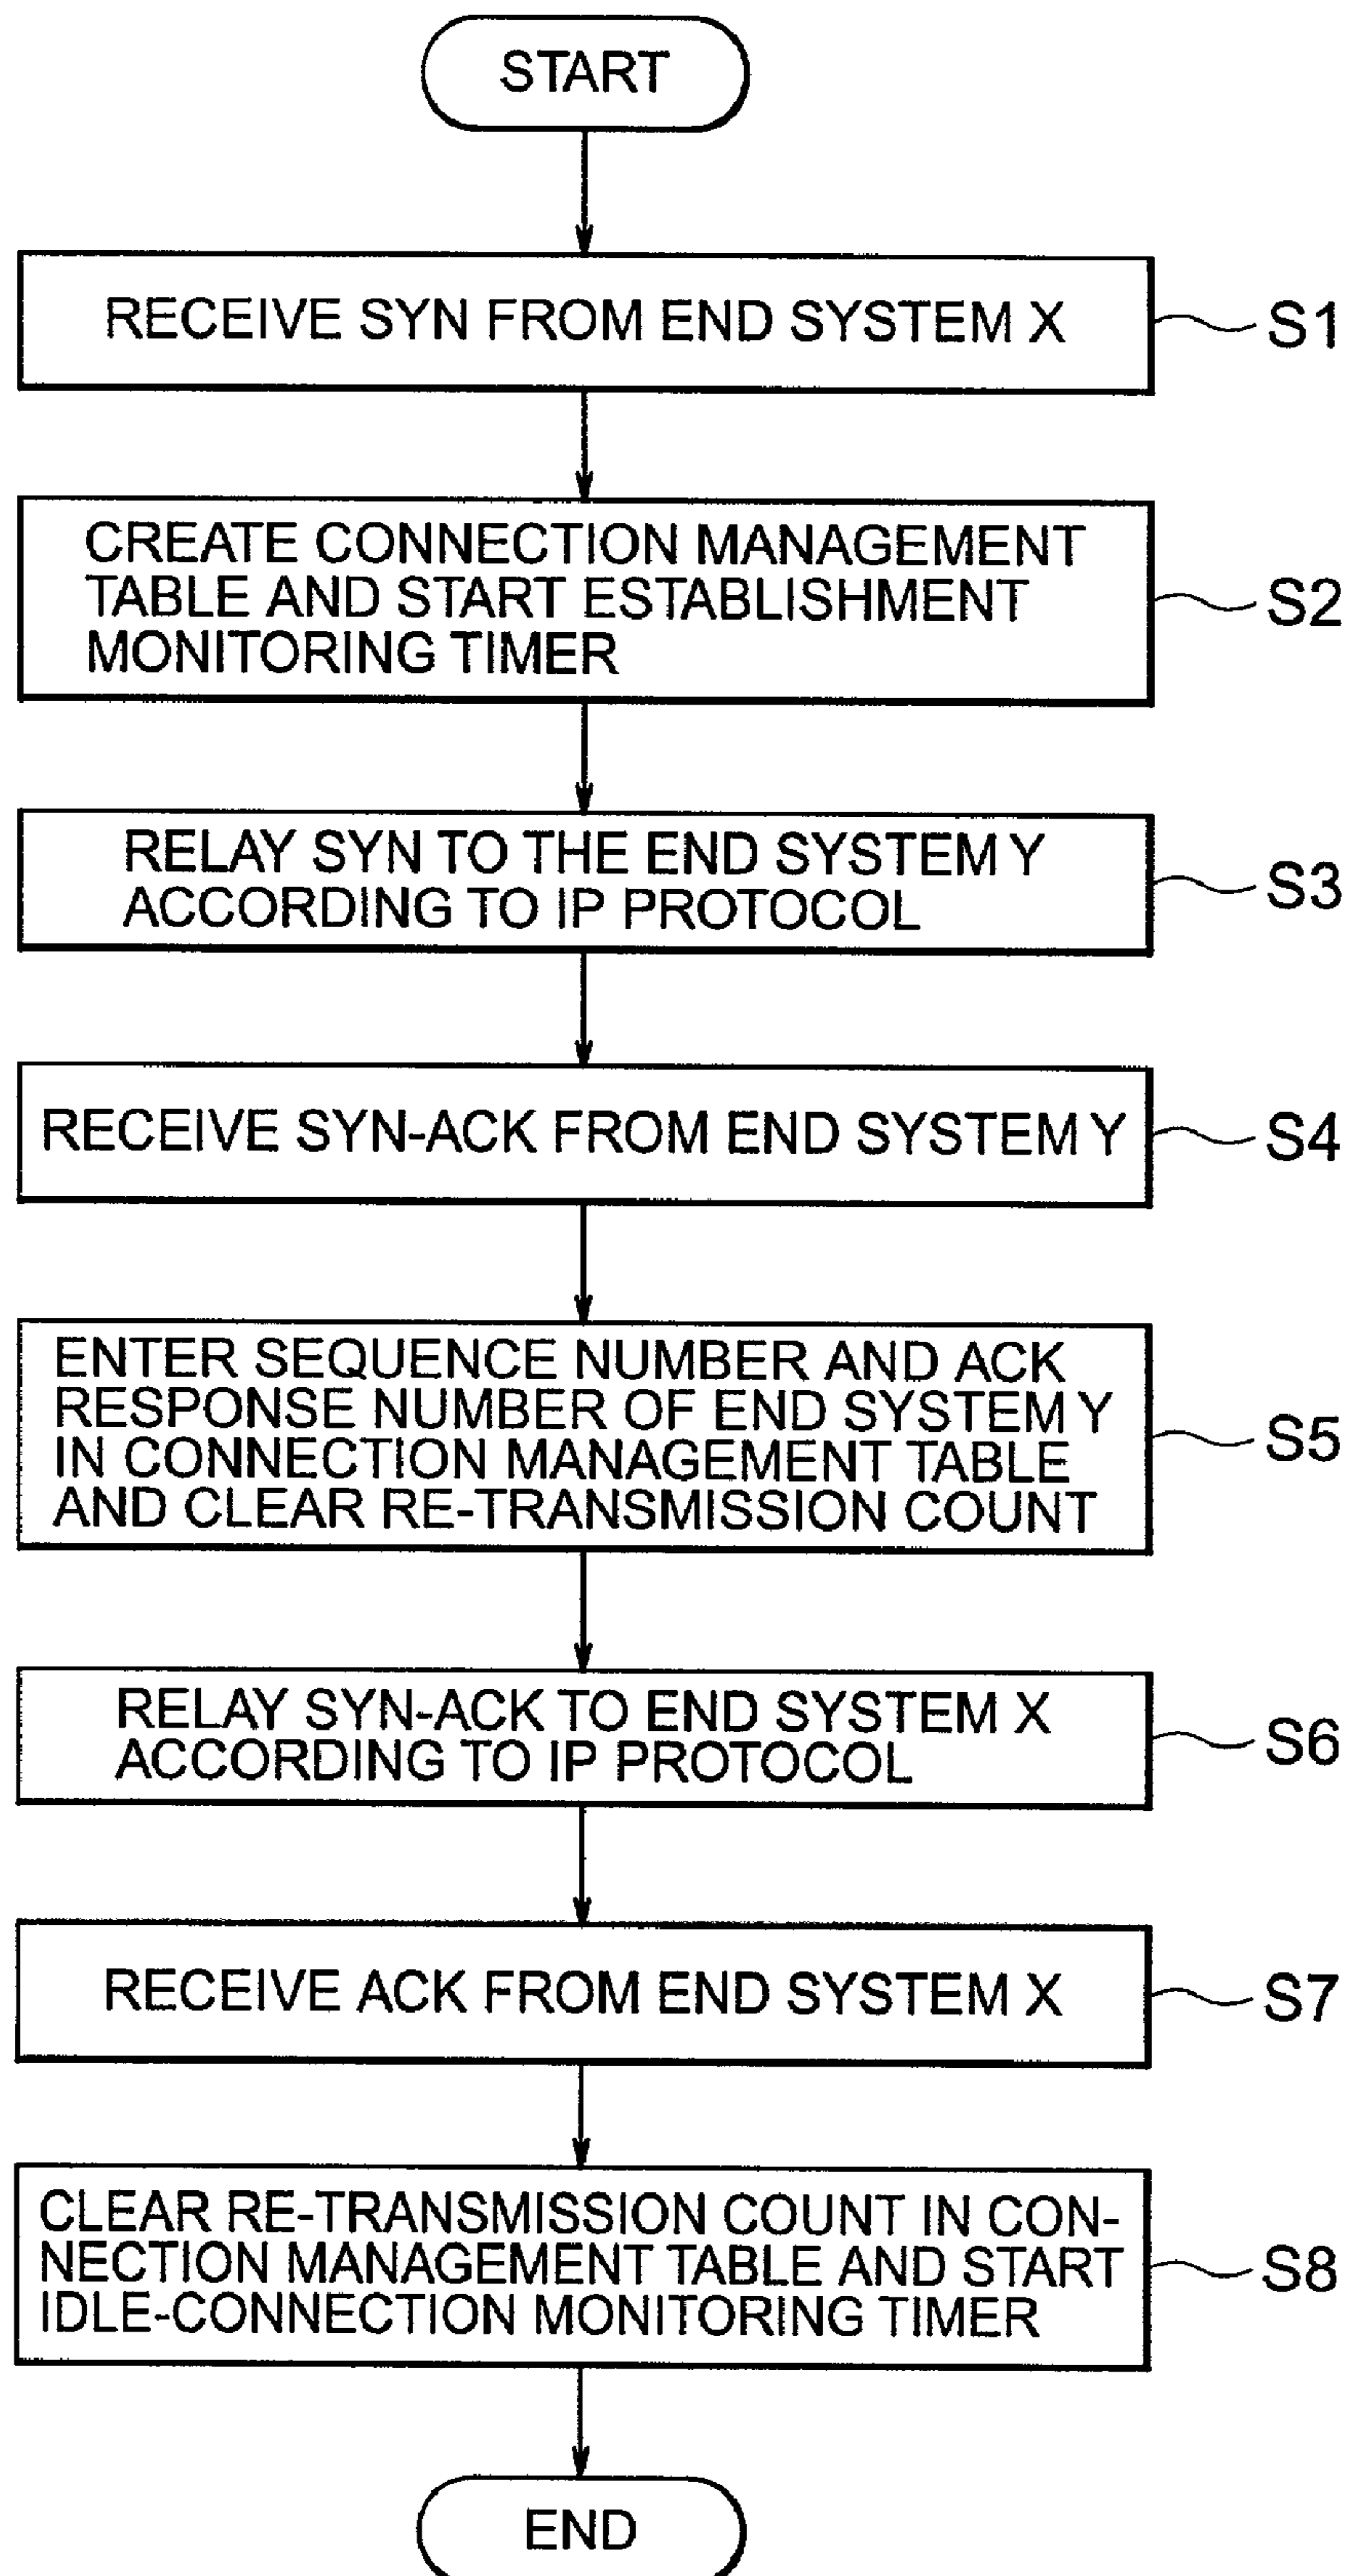 START
RECEIVE SYN FROM END SYSTEM X
S1
CREATE CONNECTION MANAGEMENT
TABLE AND START ESTABLISHMENT
MONITORING TIMER
S2
RELAY SYN TO THE END SYSTEM Y
ACCORDING TO IP PROTOCOL
S3
RECEIVE SYN-ACK FROM END SYSTEM Y
S4
ENTER SEQUENCE NUMBER AND ACK
RESPONSE NUMBER OF END SYSTEM Y
IN CONNECTION MANAGEMENT TABLE
AND CLEAR RE-TRANSMISSION COUNT
S5
RELAY SYN-ACK TO END SYSTEM X
ACCORDING TO IP PROTOCOL
S6
RECEIVE ACK FROM END SYSTEM X
S7
CLEAR RE-TRANSMISSION COUNT IN CON-
NECTION MANAGEMENT TABLE AND START
IDLE-CONNECTION MONITORING TIMER
S8
END